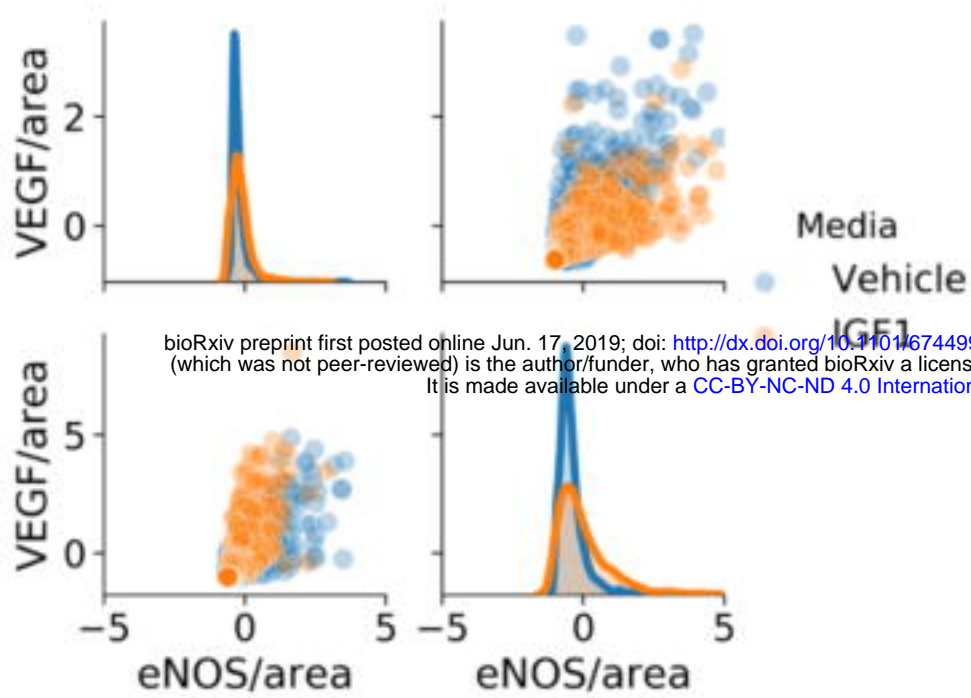 VEGF/area
2
0
Media
Vehicle
IGF1
bioRxiv preprint first posted online Jun. 17, 2019; doi: http://dx.doi.org/10.1101/674499
(which was not peer-reviewed) is the author/funder, who has granted bioRxiv a licens
It is made available under a CC-BY-NC-ND 4.0 Internation
VEGF/area
5
0
−5 0 5 −5 0 5
eNOS/area eNOS/area